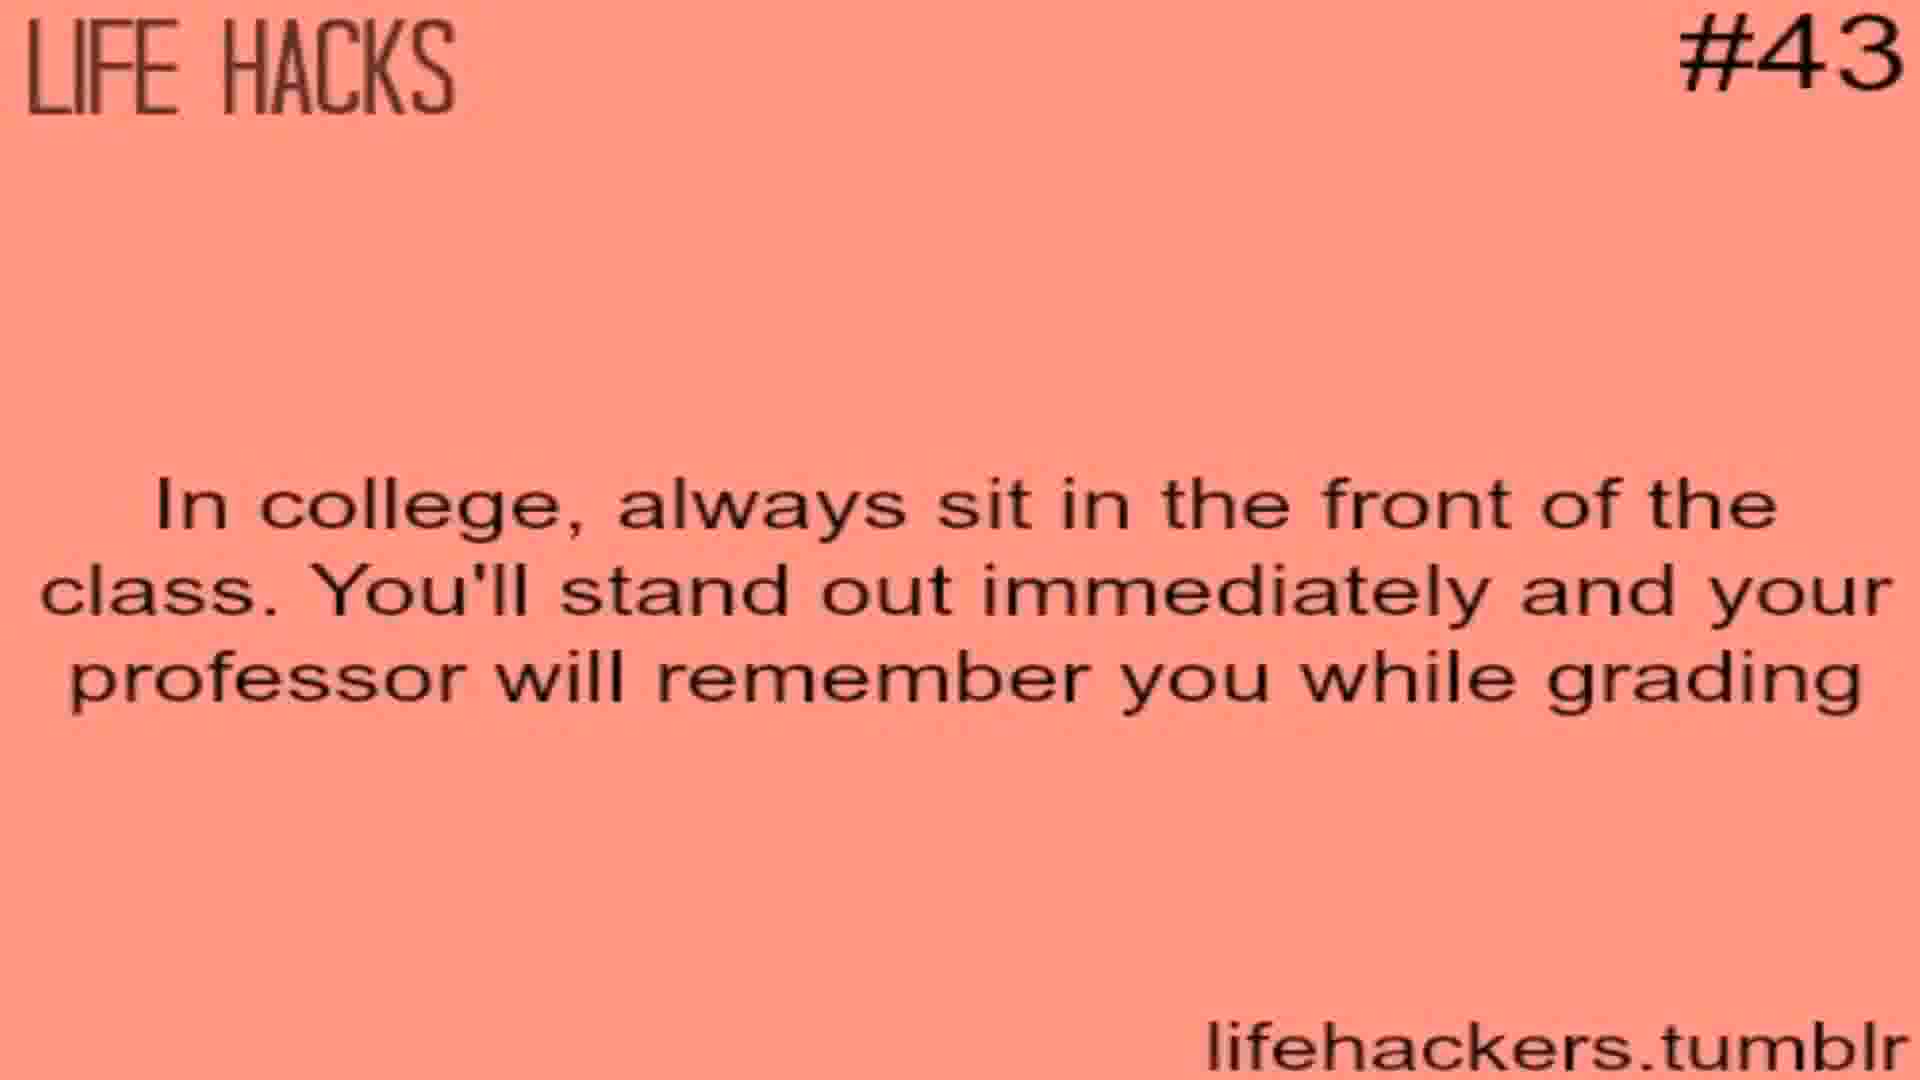 LIFE HACKS
#43
In college, always sit in the front of the
class. You'll stand out immediately and your
professor will remember you while grading
lifehackers.tumblr